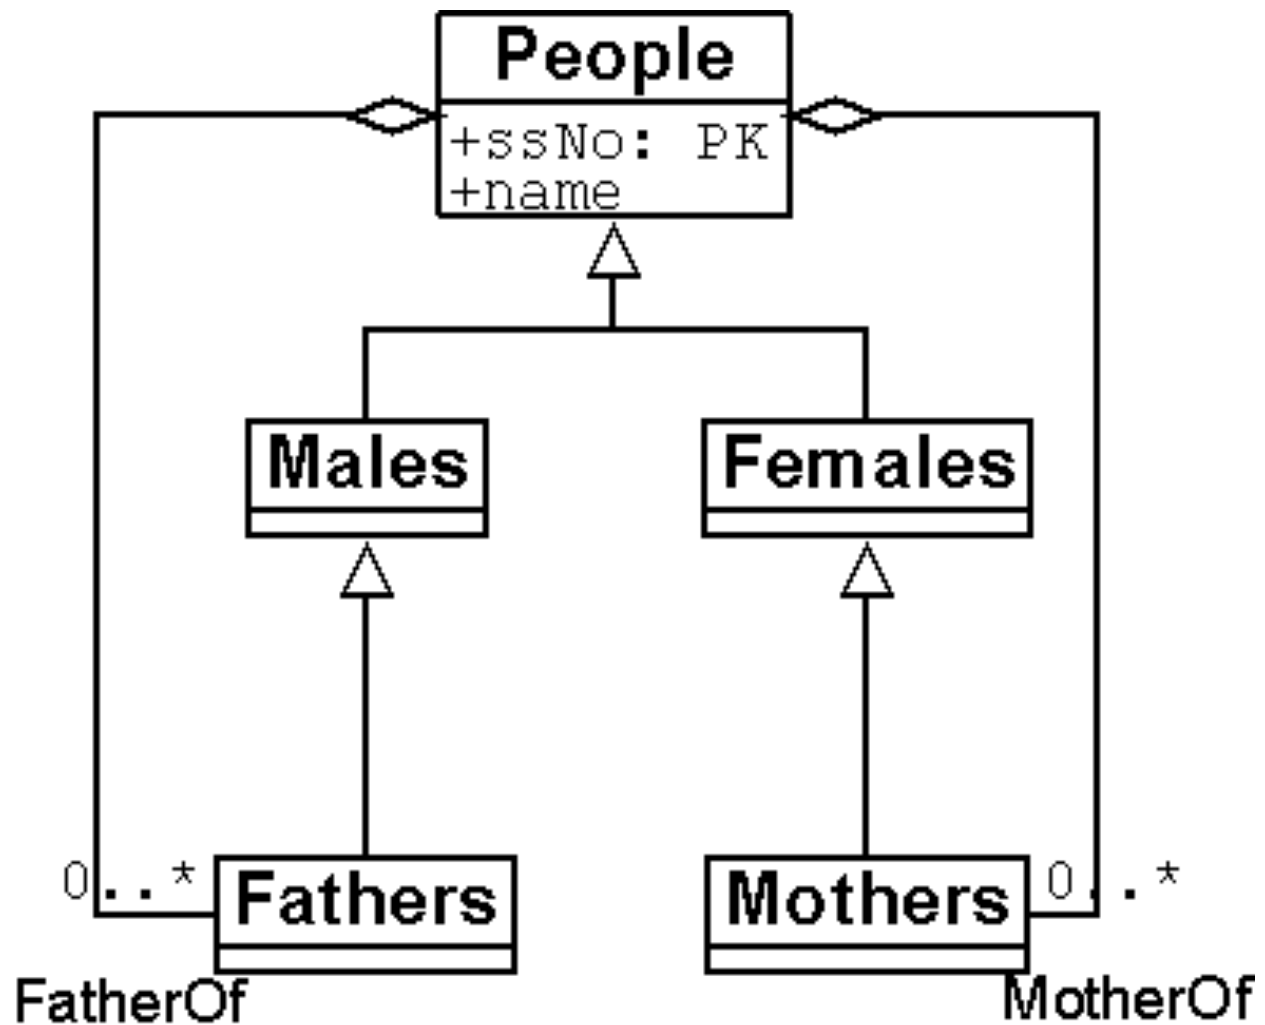 People
+ssNo: PK
+name
Males
Females
0..*
Fathers
Mothers
0..*
FatherOf
MotherOf